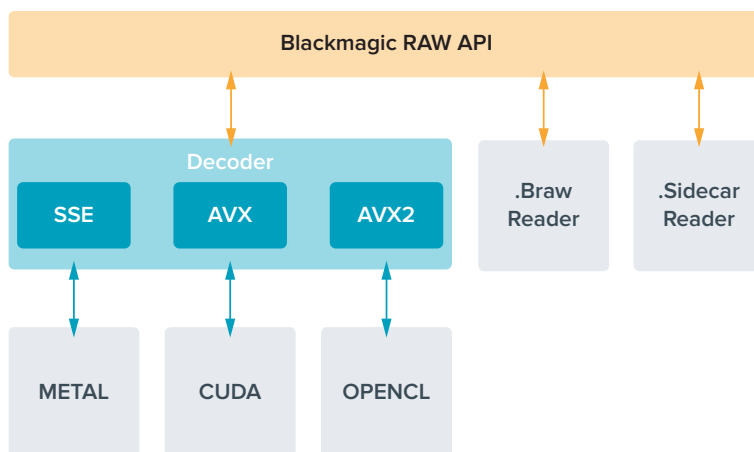 Blackmagic RAW API
Decoder
SSE
AVX
AVX2
.Braw
Reader
.Sidecar
Reader
METAL
CUDA
OPENCL